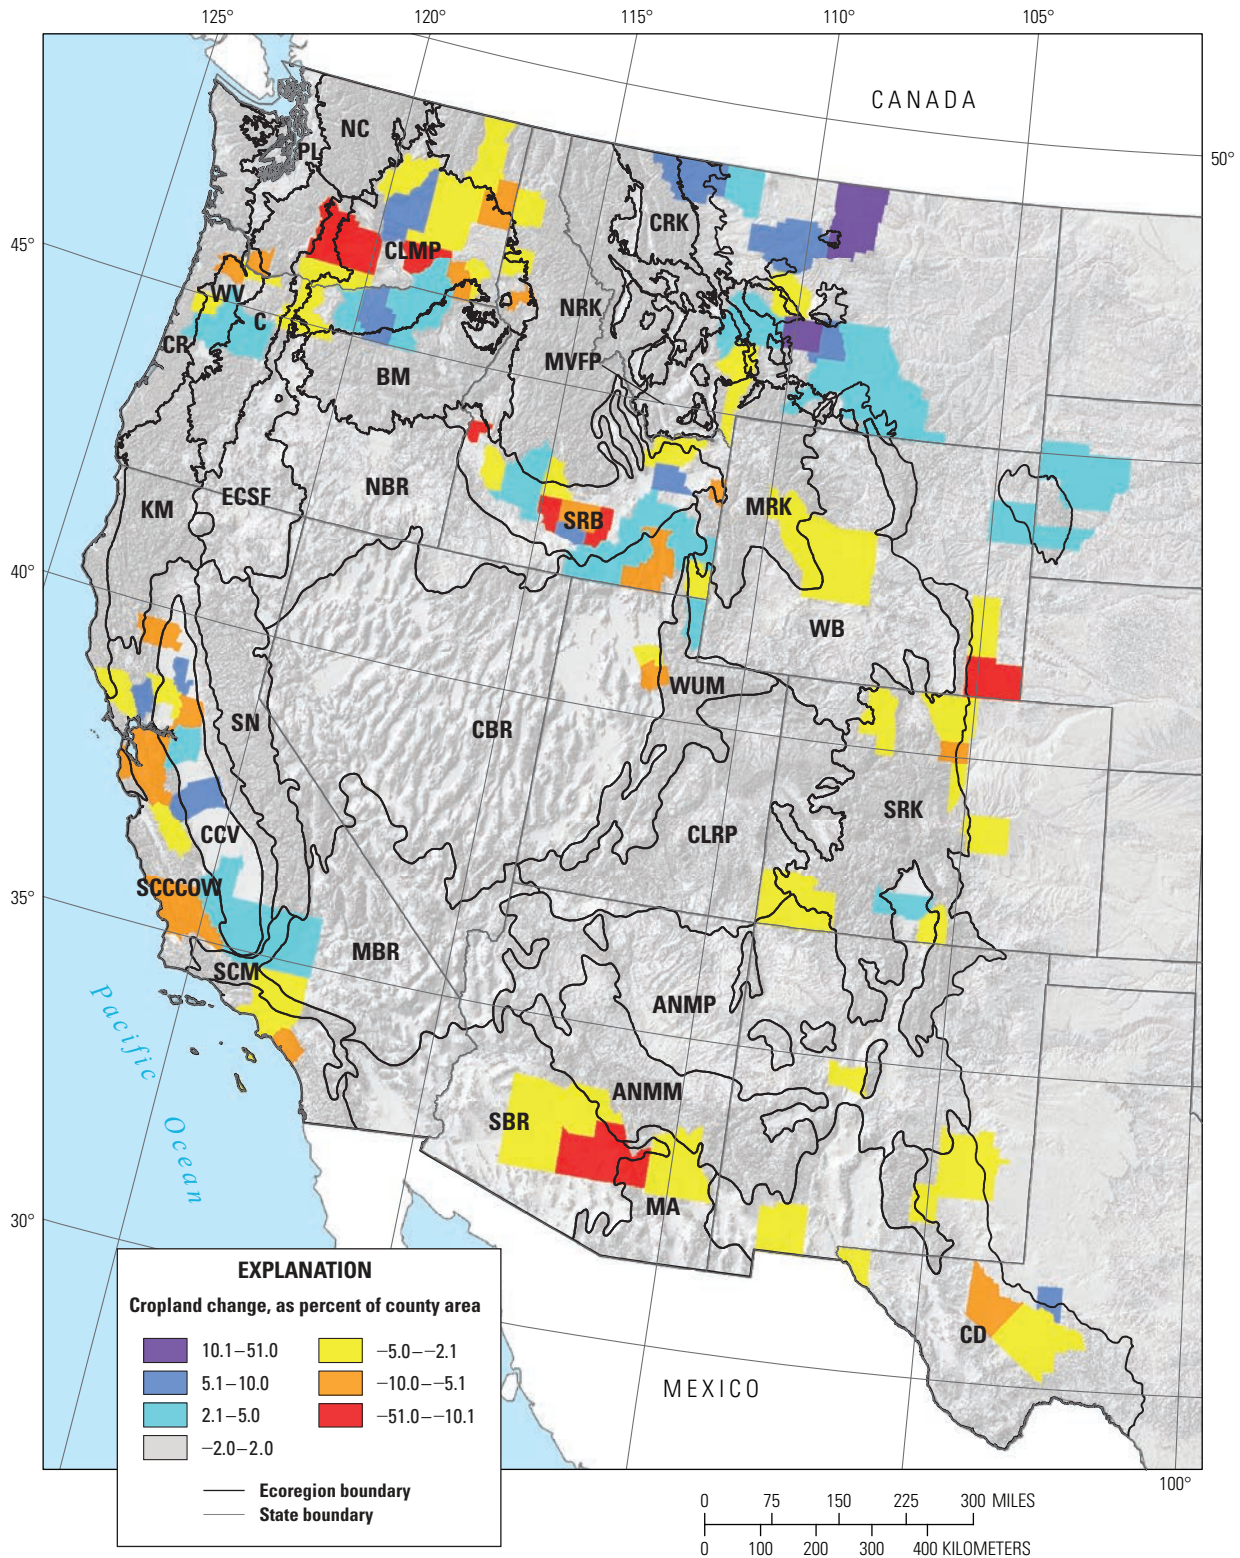 125°
120°
115°
110°
105°
CANADA
50°
NC
PL
CRK
45°
CLMP
WV
NRK
C
CR
MVFP
BM
NBR
ECSF
KM
MRK
SRB
40°
WB
WUM
SN
CBR
SRK
CCV
CLRP
SCCCOW
35°
MBR
SCM
ANMP
Pacific
Ocean
ANMM
SBR
MA
30°
CD
MEXICO
EXPLANATION
Cropland change, as percent of county area
10.1–51.0
−5.0–−2.1
5.1–10.0
−10.0–−5.1
2.1–5.0
−51.0–−10.1
−2.0–2.0
Ecoregion boundary
State boundary
100°
0 75 150 225 300 MILES
0 100 200 300 400 KILOMETERS